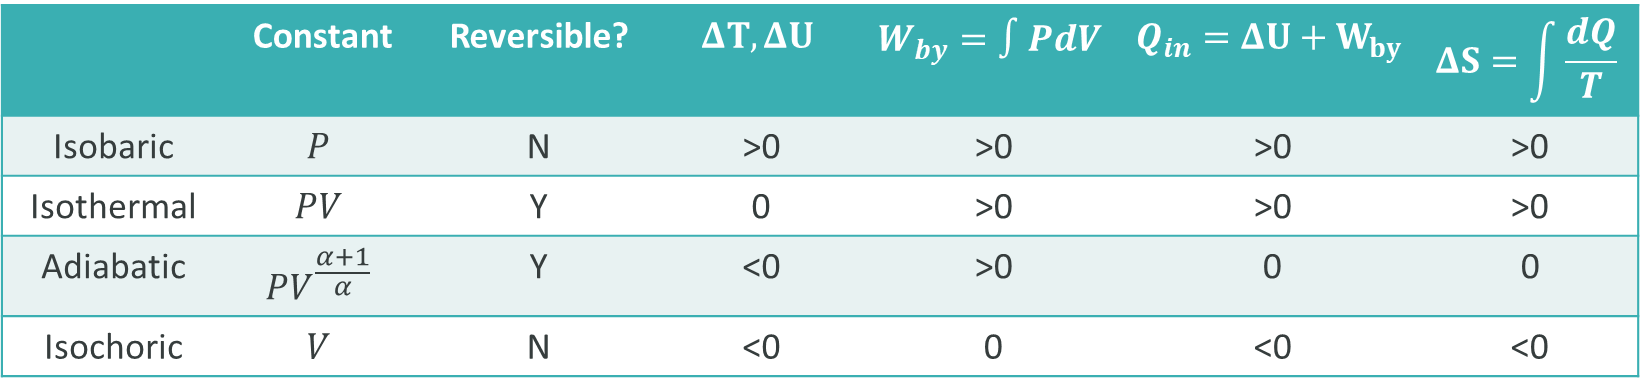 Constant Reversible? ΔT, ΔU W_by = ∫ PdV Q_in = ΔU + W_by ΔS = ∫ dQ/T
Isobaric P N >0 >0 >0 >0
Isothermal PV Y 0 >0 >0 >0
Adiabatic PV^((α+1)/α) Y <0 >0 0 0
Isochoric V N <0 0 <0 <0